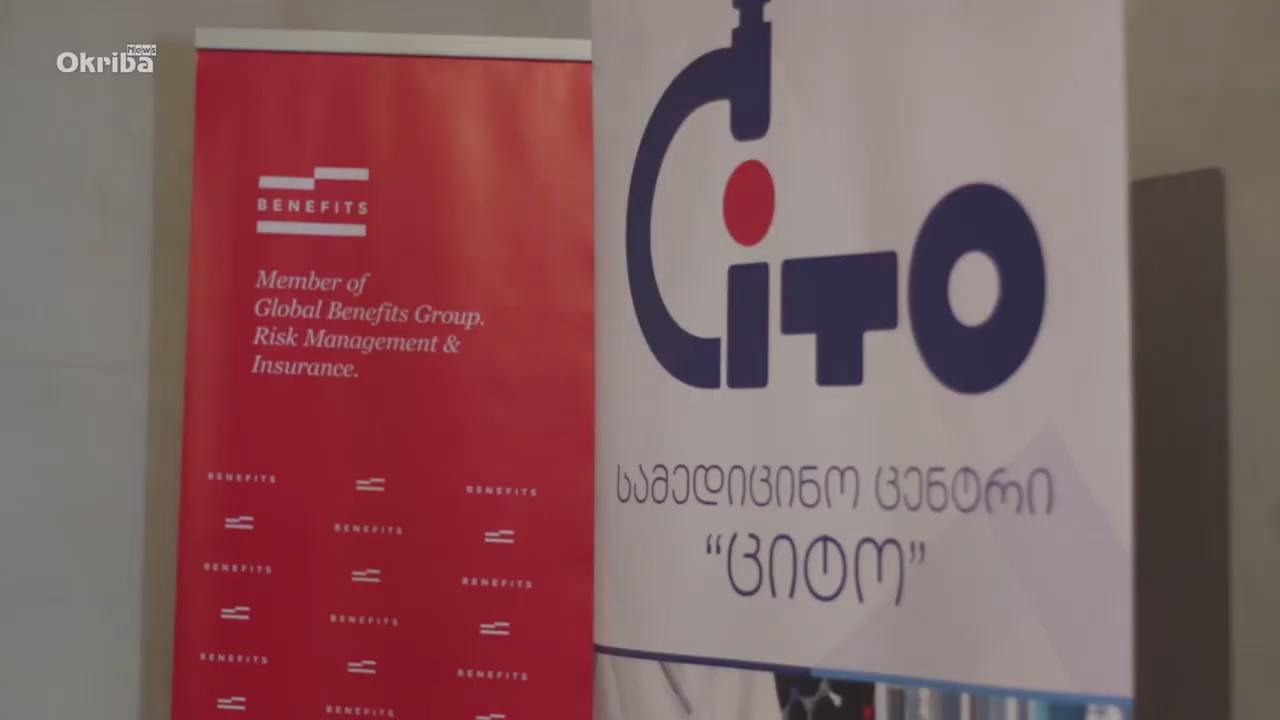 Okriba
News
BENEFITS
Member of
Global Benefits Group.
Risk Management &
Insurance.
BENEFITS
BENEFITS
BENEFITS
BENEFITS
BENEFITS
BENEFITS
BENEFITS
BENEFITS
BENEFITS
CiTO
სამედიცინო ცენტრი
“ციტო”